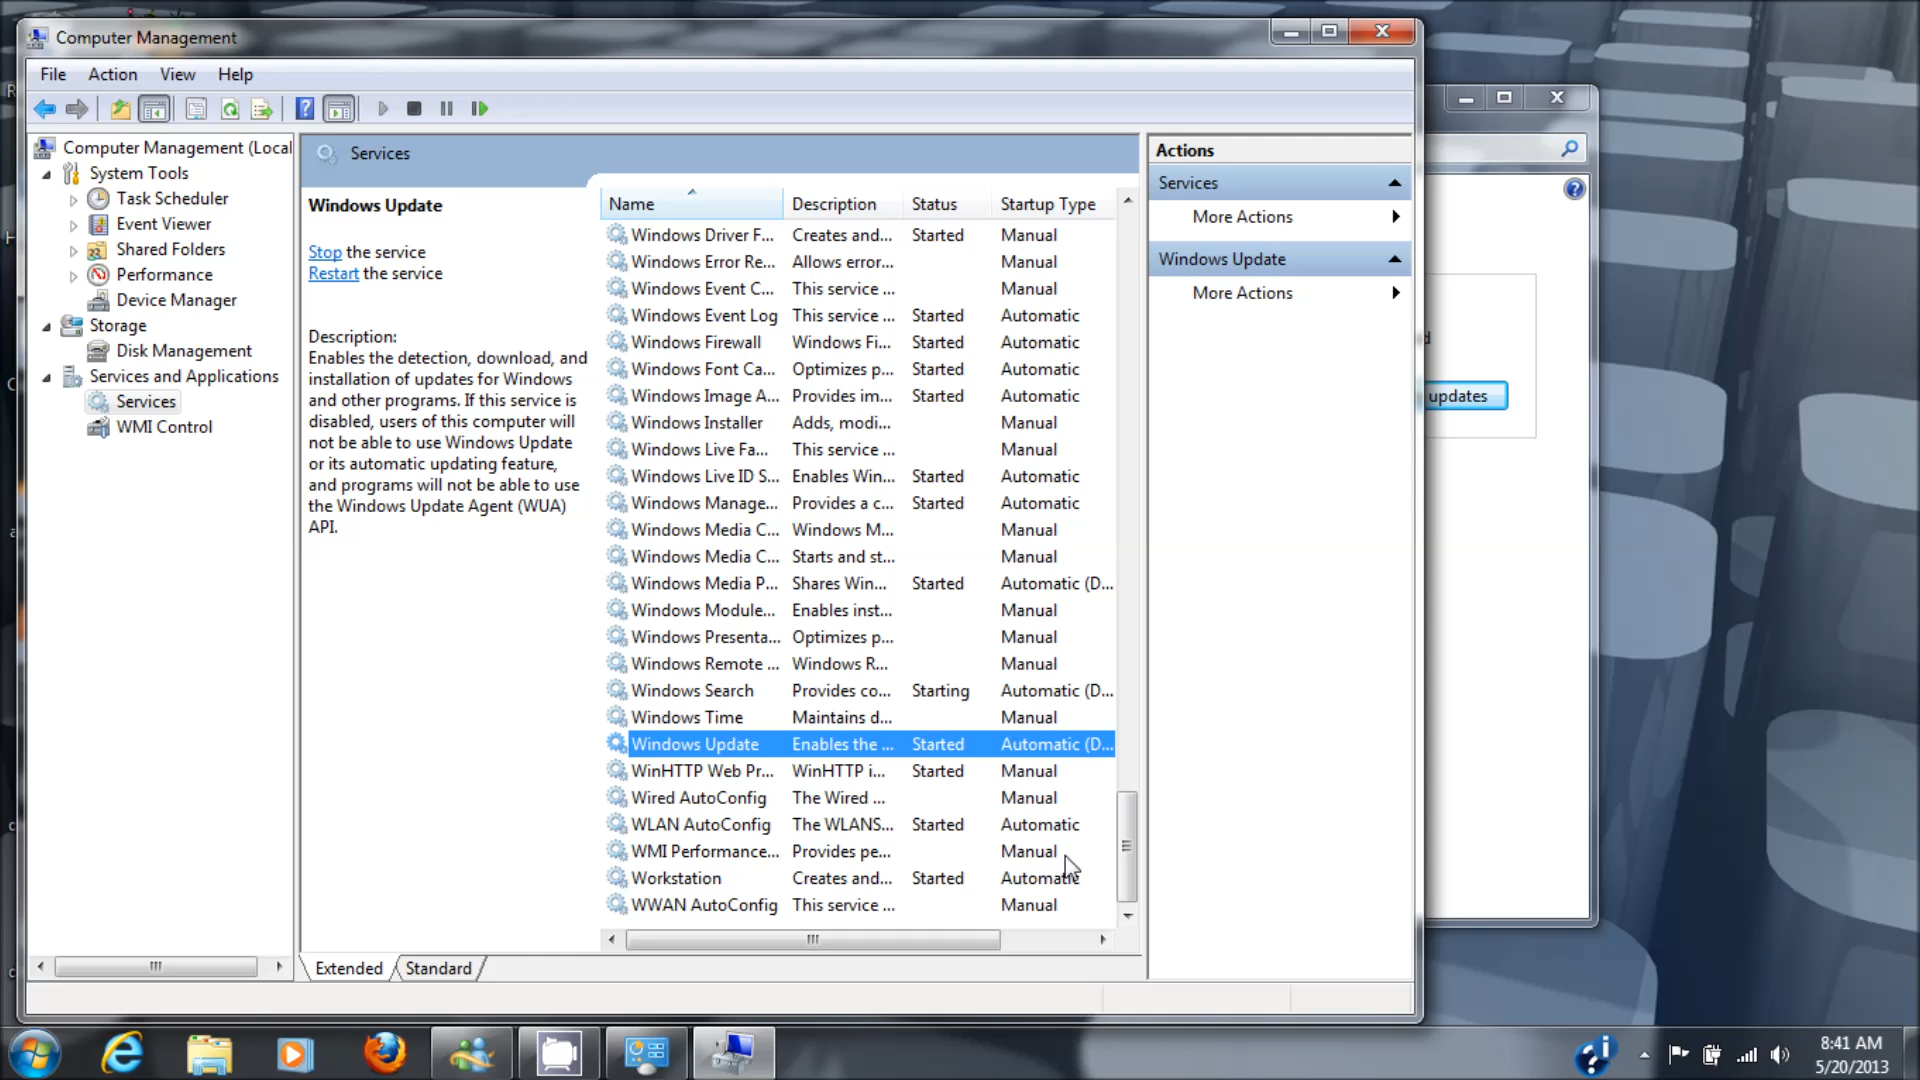 Computer Management
File Action View Help
Computer Management (Local
System Tools
Task Scheduler
Event Viewer
Shared Folders
Performance
Device Manager
Storage
Disk Management
Services and Applications
Services
WMI Control
Services
Windows Update
Stop the service
Restart the service
Description:
Enables the detection, download, and
installation of updates for Windows
and other programs. If this service is
disabled, users of this computer will
not be able to use Windows Update
or its automatic updating feature,
and programs will not be able to use
the Windows Update Agent (WUA)
API.
Name Description Status Startup Type
Windows Driver F... Creates and... Started Manual
Windows Error Re... Allows error... Manual
Windows Event C... This service ... Manual
Windows Event Log This service ... Started Automatic
Windows Firewall Windows Fi... Started Automatic
Windows Font Ca... Optimizes p... Started Automatic
Windows Image A... Provides im... Started Automatic
Windows Installer Adds, modi... Manual
Windows Live Fa... This service ... Manual
Windows Live ID S... Enables Win... Started Automatic
Windows Manage... Provides a c... Started Automatic
Windows Media C... Windows M... Manual
Windows Media C... Starts and st... Manual
Windows Media P... Shares Win... Started Automatic (D...
Windows Module... Enables inst... Manual
Windows Presenta... Optimizes p... Manual
Windows Remote ... Windows R... Manual
Windows Search Provides co... Starting Automatic (D...
Windows Time Maintains d... Manual
Windows Update Enables the ... Started Automatic (D...
WinHTTP Web Pr... WinHTTP i... Started Manual
Wired AutoConfig The Wired ... Manual
WLAN AutoConfig The WLANS... Started Automatic
WMI Performance... Provides pe... Manual
Workstation Creates and... Started Automatic
WWAN AutoConfig This service ... Manual
Extended Standard
Actions
Services
More Actions
Windows Update
More Actions
updates
8:41 AM
5/20/2013